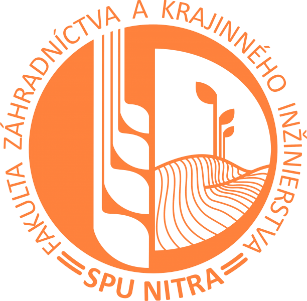 FAKULTA ZÁHRADNÍCTVA A KRAJINNÉHO INŽINIERSTVA
SPU NITRA